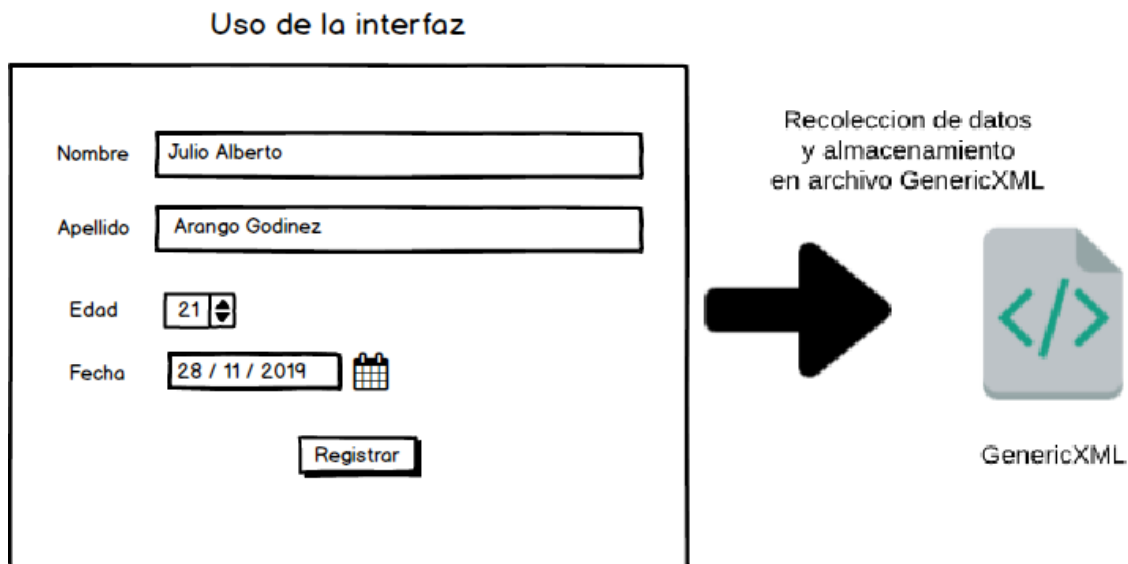 Uso de la interfaz
Nombre Julio Alberto
Apellido Arango Godinez
Edad 21
Fecha 28 / 11 / 2019
Registrar
Recoleccion de datos
y almacenamiento
en archivo GenericXML
</>
GenericXML